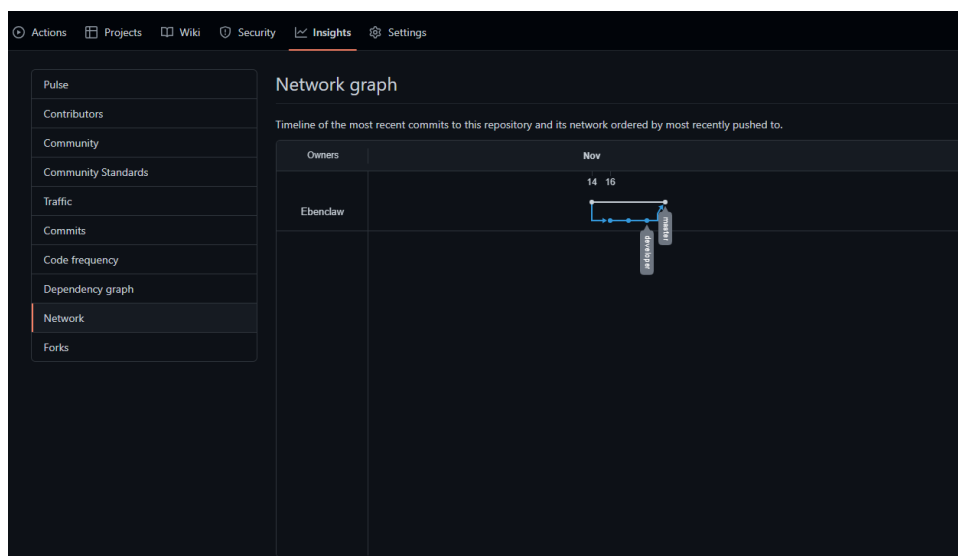 Actions Projects Wiki Security Insights Settings
Pulse
Contributors
Community
Community Standards
Traffic
Commits
Code frequency
Dependency graph
Network
Forks
Network graph
Timeline of the most recent commits to this repository and its network ordered by most recently pushed to.
Owners Nov
14 16
Ebenclaw
master
developer